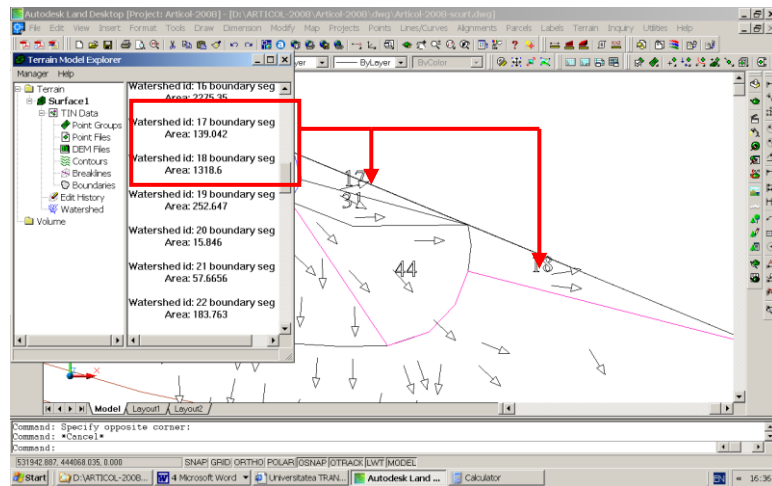 Autodesk Land Desktop [Project: Articol-2008] - [D:\ARTICOL-2008\Articol-2008\dwg\Articol-2008-scurt.dwg]
File Edit View Insert Format Tools Draw Dimension Modify Map Projects Points Lines/Curves Alignments Parcels Labels Terrain Inquiry Utilities Help
Terrain Model Explorer
yer
ByLayer
ByColor
Manager Help
Terrain
Surface1
TIN Data
Point Groups
Point Files
DEM Files
Contours
Breaklines
Boundaries
Edit History
Watershed
Volume
Watershed id: 16 boundary seg
Area: 2275.35
Watershed id: 17 boundary seg
Area: 139.042
Watershed id: 18 boundary seg
Area: 1318.6
Watershed id: 19 boundary seg
Area: 252.647
Watershed id: 20 boundary seg
Area: 15.846
Watershed id: 21 boundary seg
Area: 57.6656
Watershed id: 22 boundary seg
Area: 183.763
17
31
44
18
Model Layout1 Layout2
Command: Specify opposite corner:
Command: *Cancel*
Command:
531942.887, 444068.035, 0.000
SNAP GRID ORTHO POLAR OSNAP OTRACK LWT MODEL
Start D:\ARTICOL-2008... 4 Microsoft Word Universitatea TRAN... Autodesk Land ... Calculator EN 16:36